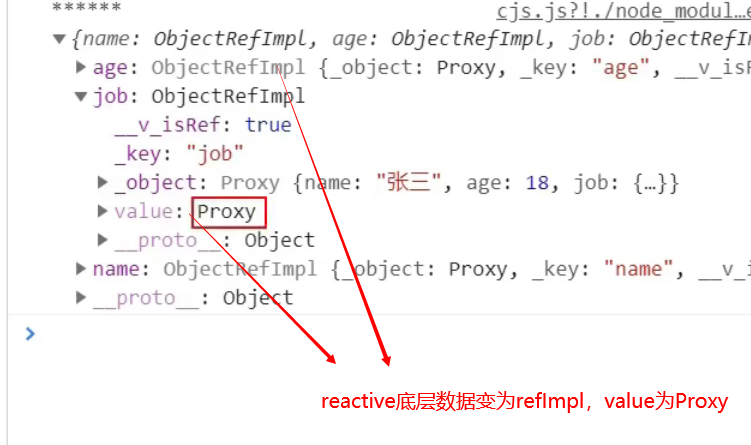 ******
cjs.js?!./node_modul…e
▼{name: ObjectRefImpl, age: ObjectRefImpl, job: ObjectRefIm
▶age: ObjectRefImpl {_object: Proxy, _key: "age", __v_isR
▼job: ObjectRefImpl
__v_isRef: true
_key: "job"
▶_object: Proxy {name: "张三", age: 18, job: {…}}
▶value: Proxy
▶__proto__: Object
▶name: ObjectRefImpl {_object: Proxy, _key: "name", __v_i
▶__proto__: Object
>
reactive底层数据变为refImpl，value为Proxy